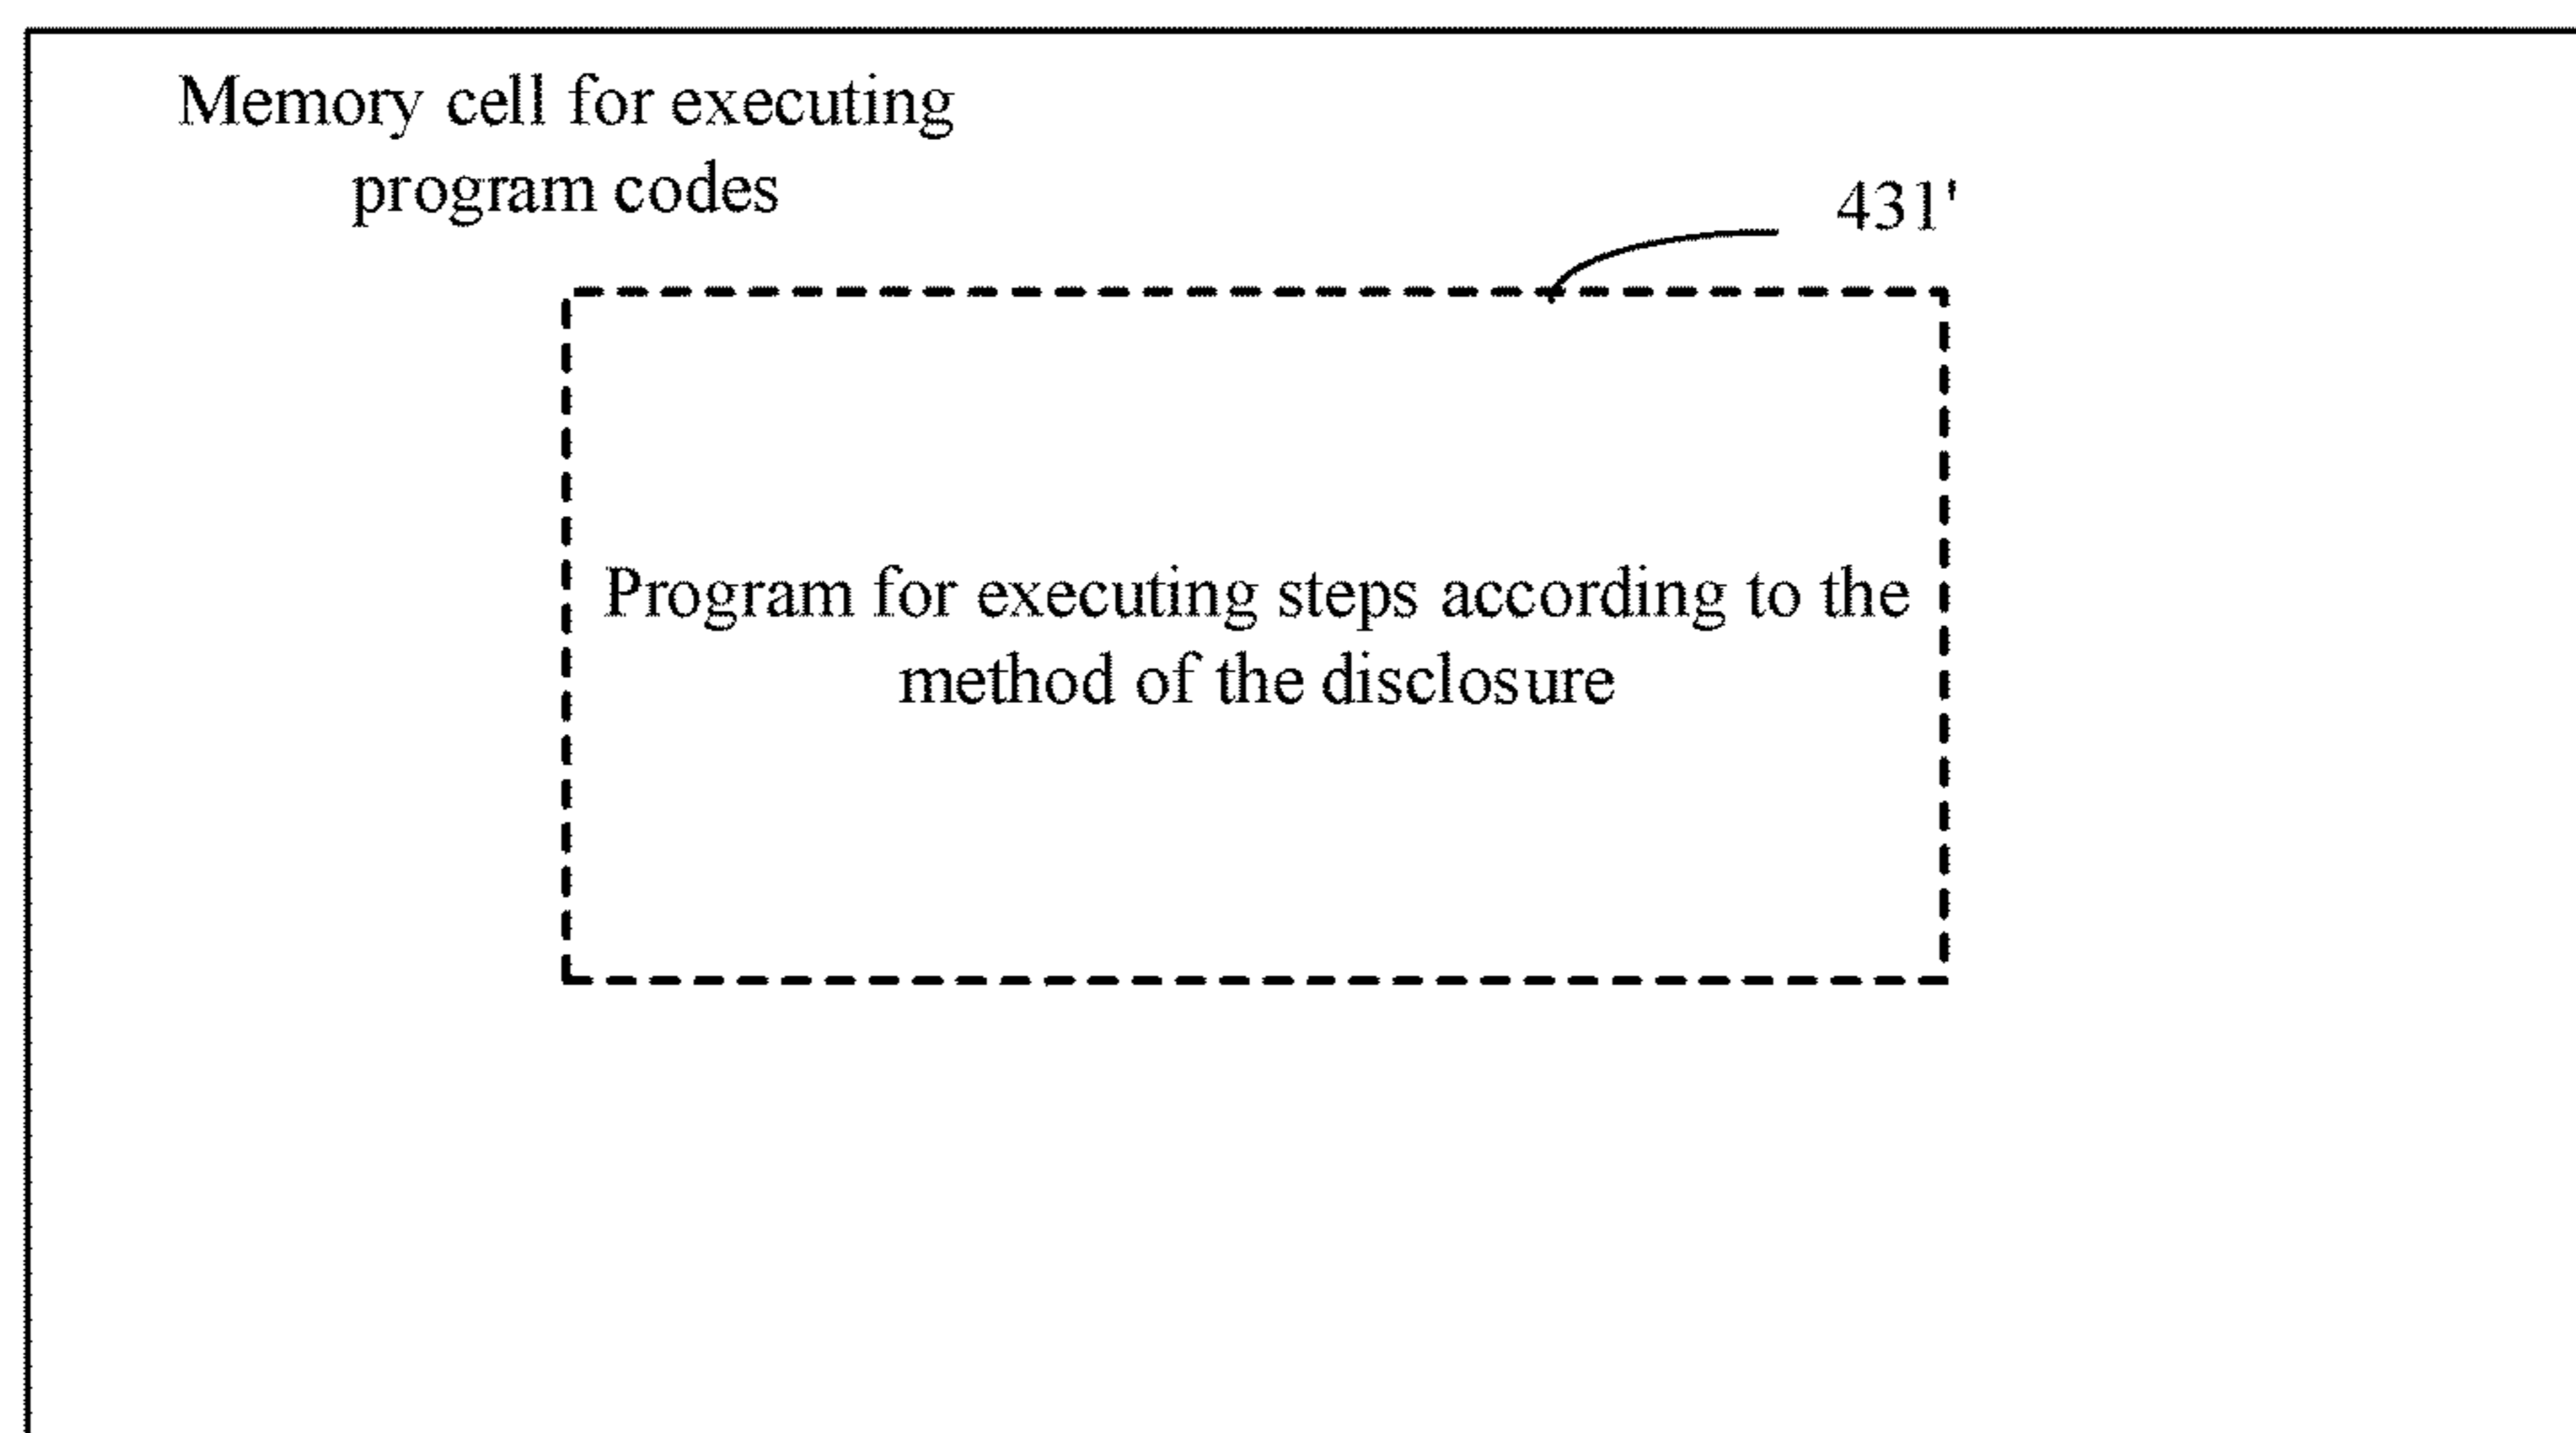 Memory cell for executing
program codes
431'
Program for executing steps according to the
method of the disclosure